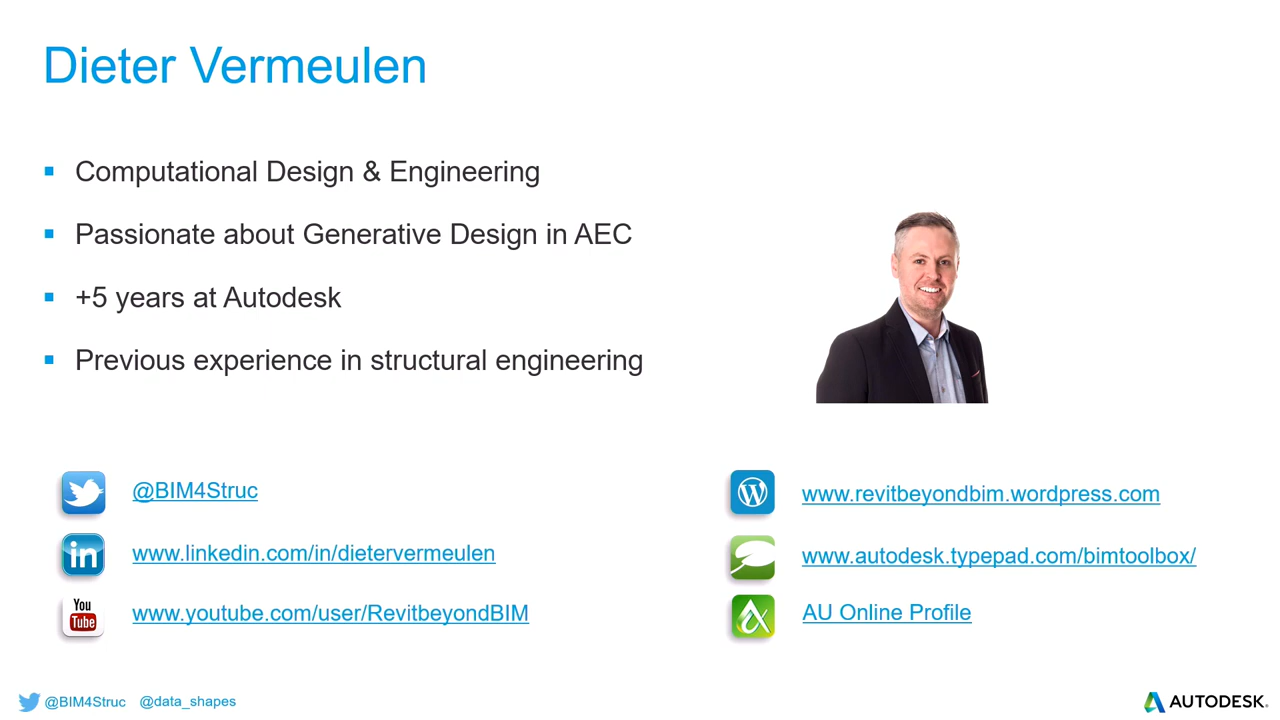 Dieter Vermeulen
Computational Design & Engineering
Passionate about Generative Design in AEC
+5 years at Autodesk
Previous experience in structural engineering
@BIM4Struc
www.linkedin.com/in/dietervermeulen
You
Tube
www.youtube.com/user/RevitbeyondBIM
www.revitbeyondbim.wordpress.com
www.autodesk.typepad.com/bimtoolbox/
AU Online Profile
@BIM4Struc @data_shapes
AUTODESK.